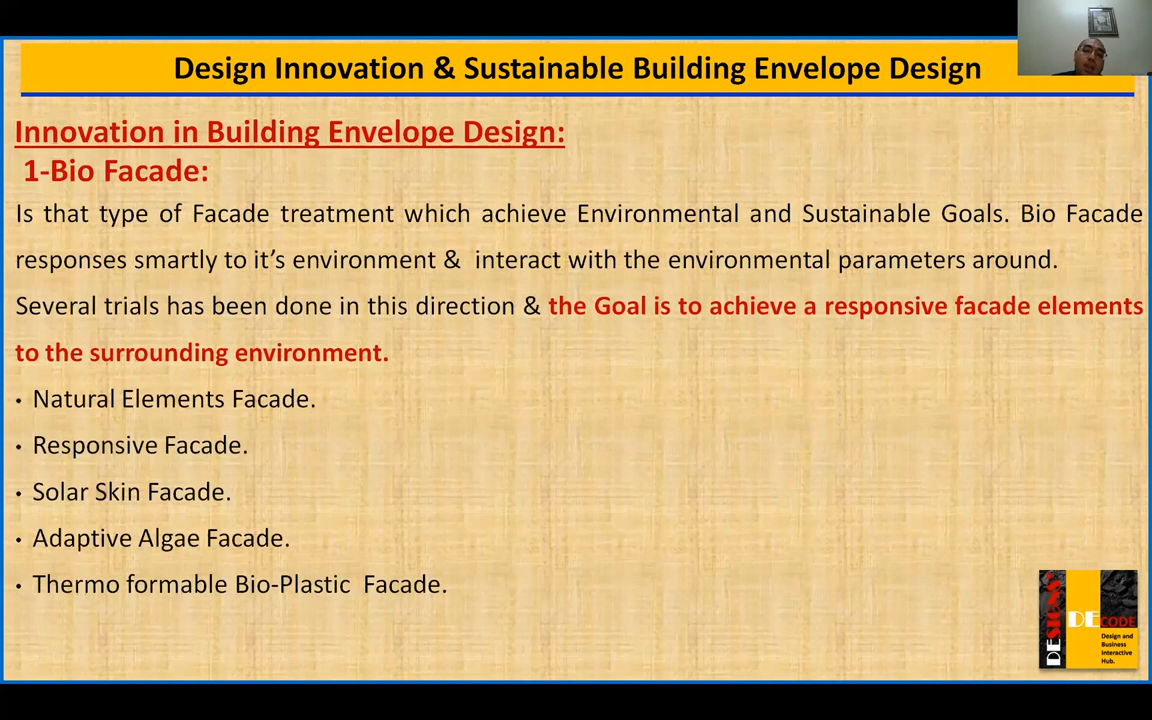 Design Innovation & Sustainable Building Envelope Design
Innovation in Building Envelope Design:
1-Bio Facade:
Is that type of Facade treatment which achieve Environmental and Sustainable Goals. Bio Facade
responses smartly to it’s environment & interact with the environmental parameters around.
Several trials has been done in this direction & the Goal is to achieve a responsive facade elements
to the surrounding environment.
• Natural Elements Facade.
• Responsive Facade.
• Solar Skin Facade.
• Adaptive Algae Facade.
• Thermo formable Bio-Plastic Facade.
DESIGNS
DECODE
Design and
Business
Interactive
Hub.